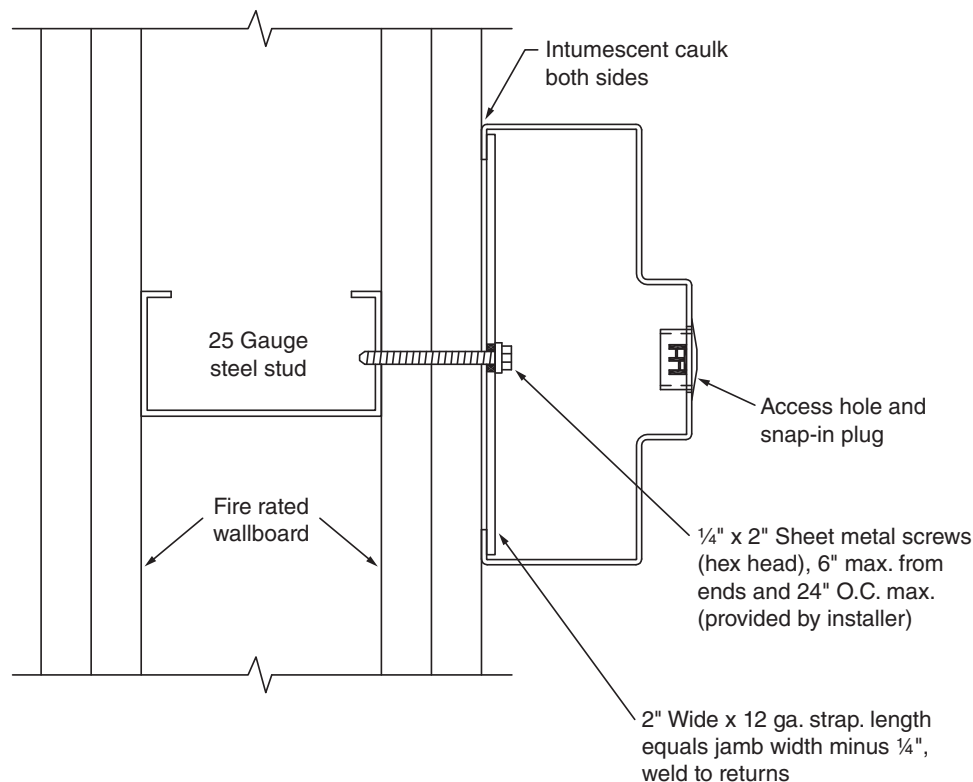 Intumescent caulk
both sides
25 Gauge
steel stud
Access hole and
snap-in plug
Fire rated
wallboard
¼" x 2" Sheet metal screws
(hex head), 6" max. from
ends and 24" O.C. max.
(provided by installer)
2" Wide x 12 ga. strap. length
equals jamb width minus ¼",
weld to returns